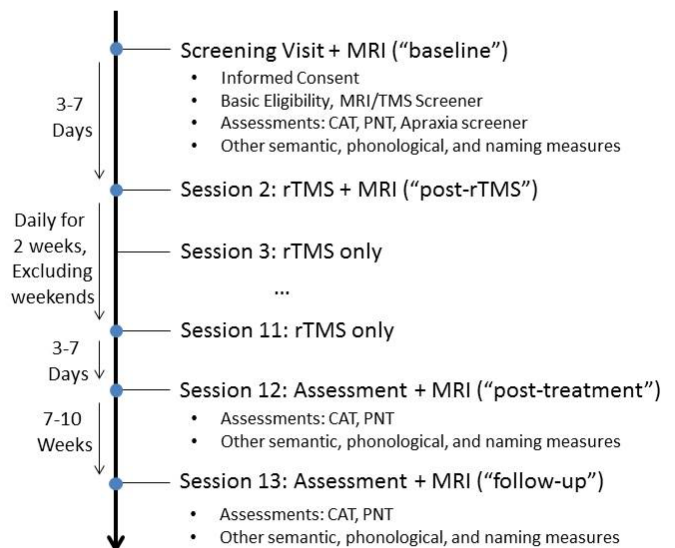 Screening Visit + MRI (“baseline”)
• Informed Consent
• Basic Eligibility, MRI/TMS Screener
• Assessments: CAT, PNT, Apraxia screener
• Other semantic, phonological, and naming measures
3-7
Days
Session 2: rTMS + MRI (“post-rTMS”)
Daily for
2 weeks,
Excluding
weekends
Session 3: rTMS only
...
Session 11: rTMS only
3-7
Days
Session 12: Assessment + MRI (“post-treatment”)
• Assessments: CAT, PNT
• Other semantic, phonological, and naming measures
7-10
Weeks
Session 13: Assessment + MRI (“follow-up”)
• Assessments: CAT, PNT
• Other semantic, phonological, and naming measures